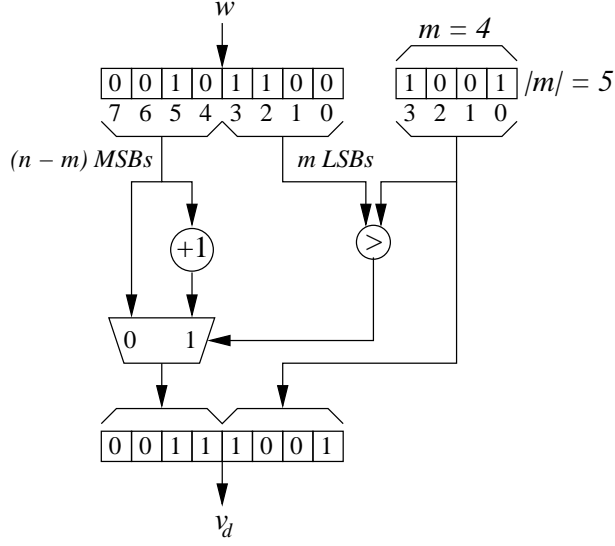 w
m = 4
0 0 1 0 1 1 0 0
1 0 0 1
|m| = 5
7 6 5 4 3 2 1 0
3 2 1 0
(n − m) MSBs
m LSBs
+1
>
0 1
0 0 1 1 1 0 0 1
v_d